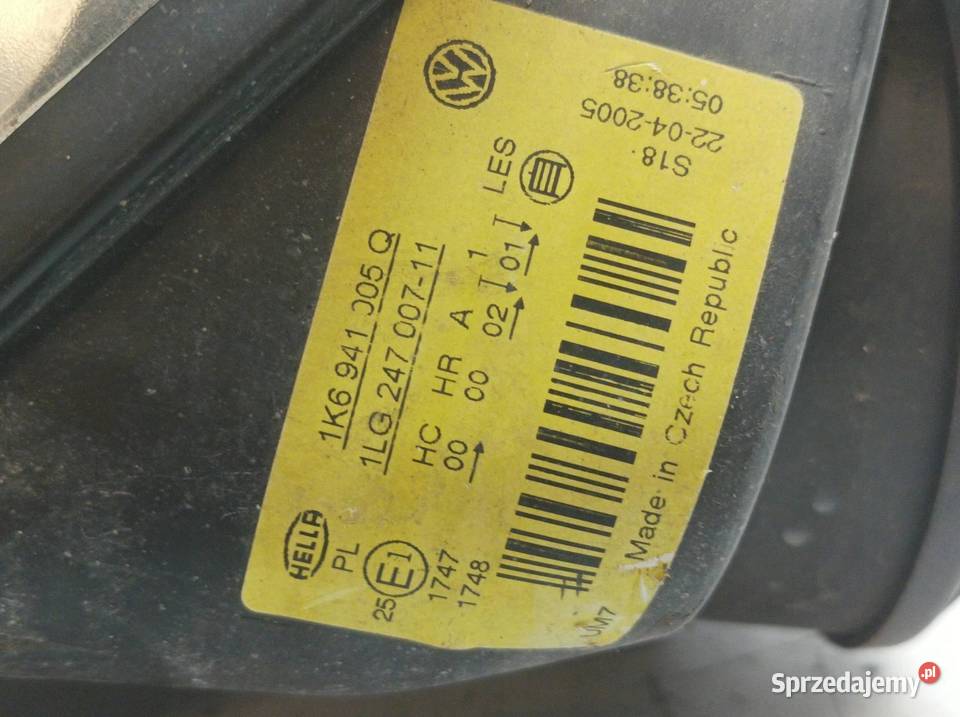 HELLA
1K6 941 005 Q
1LG 247 007-11
PL
HC HR A 1 LES
00 00 02 01
25 E1
1747
1748
S18
22-04-2005
05:38:38
Made in Czech Republic
UM7
Sprzedajemy.pl